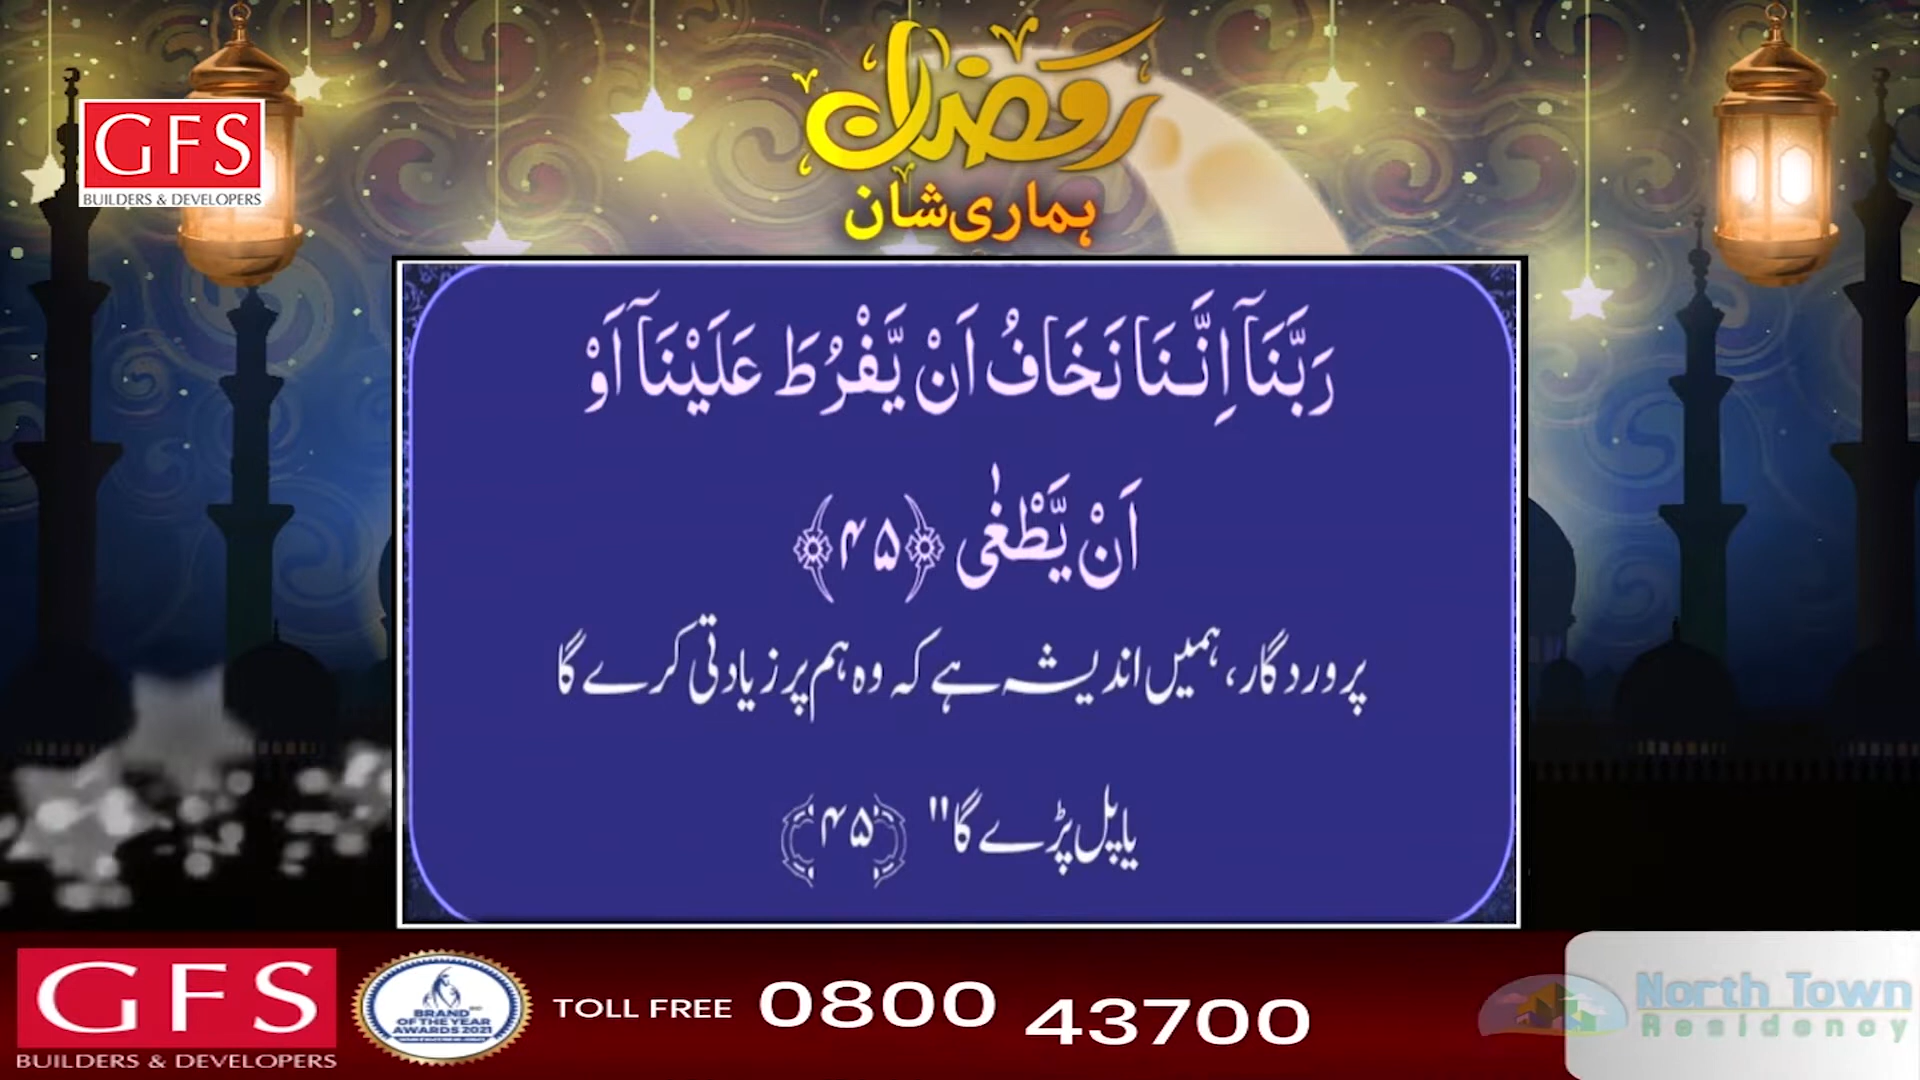 رمضان
ہماری شان
GFS
BUILDERS & DEVELOPERS
رَبَّنَاۤ اِنَّـنَا نَخَافُ اَنْ يَّفْرُطَ عَلَيْنَاۤ اَوْ
اَنْ يَّطْغٰى ﴿۴۵﴾
پروردگار، ہمیں اندیشہ ہے کہ وہ ہم پر زیادتی کرے گا
یا پل پڑے گا" ﴿۴۵﴾
GFS
BUILDERS & DEVELOPERS
BRAND
OF THE YEAR
AWARDS 2021
TOLL FREE 0800 43700
North Town
Residency